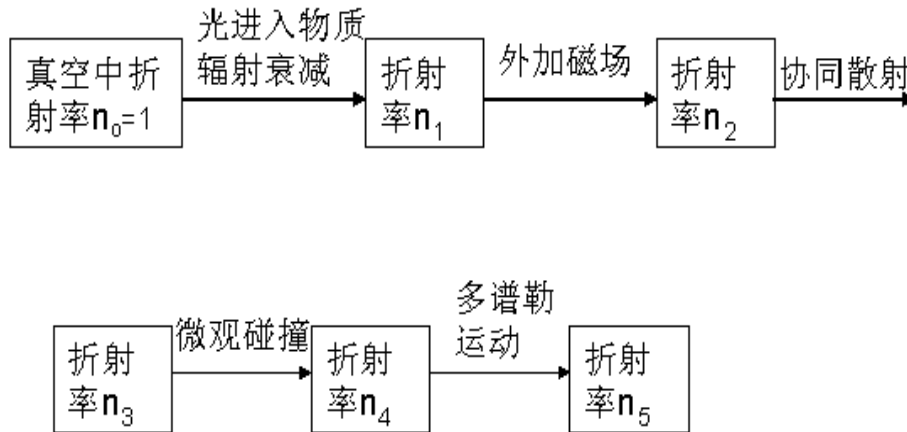 光进入物质
辐射衰减
真空中折
射率n₀=1
折射
率n₁
外加磁场
折射
率n₂
协同散射
折射
率n₃
微观碰撞
折射
率n₄
多谱勒
运动
折射
率n₅